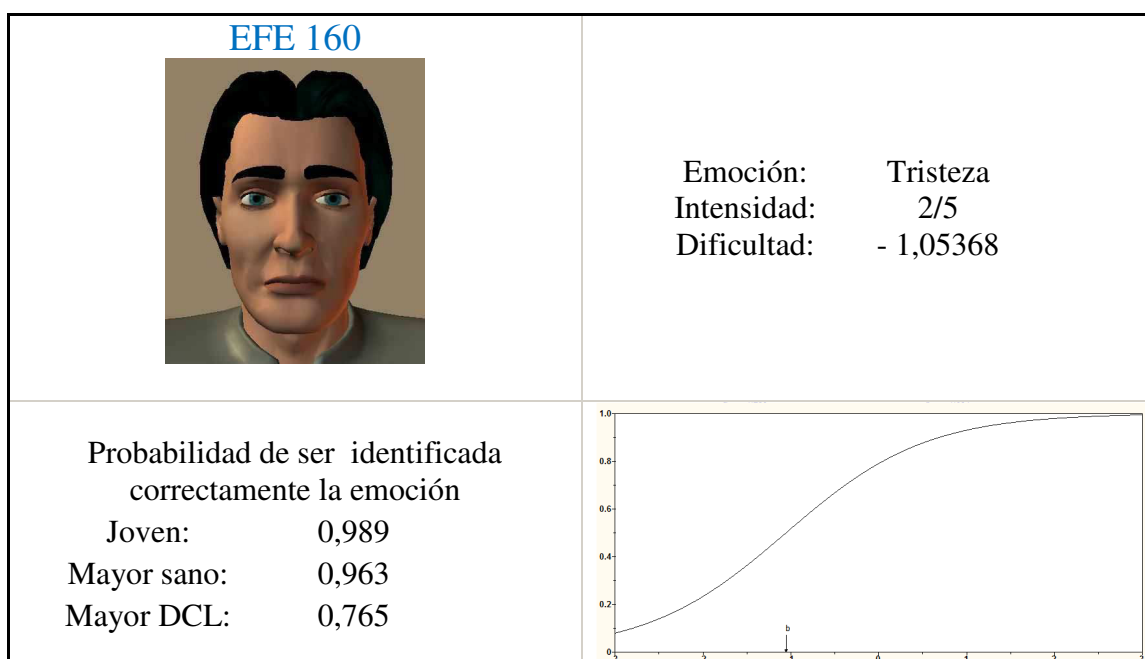 EFE 160
Emoción: Tristeza
Intensidad: 2/5
Dificultad: - 1,05368
Probabilidad de ser identificada
correctamente la emoción
Joven: 0,989
Mayor sano: 0,963
Mayor DCL: 0,765
1.0
0.8
0.6
0.4
0.2
0
b